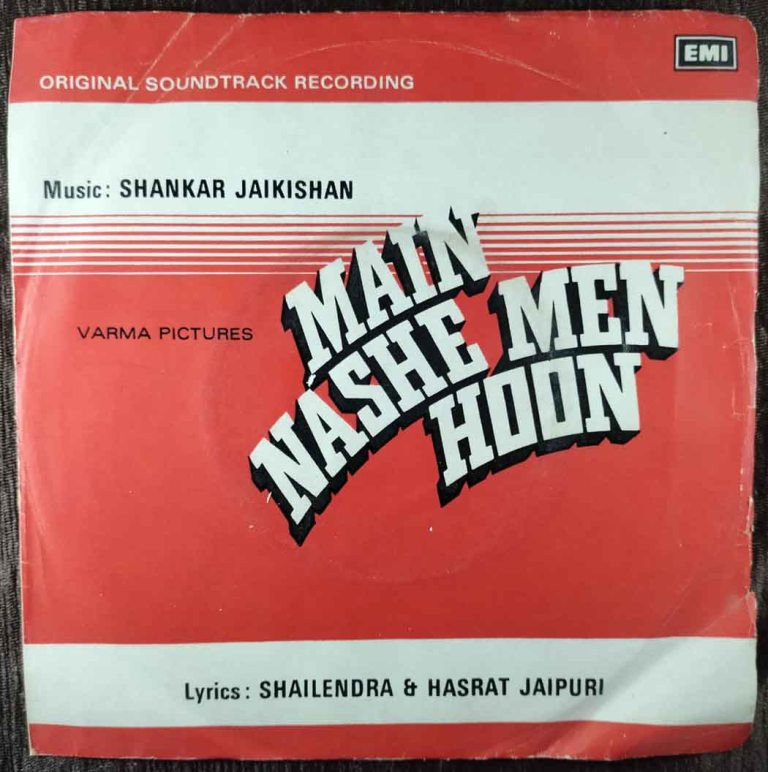 EMI
ORIGINAL SOUNDTRACK RECORDING
Music: SHANKAR JAIKISHAN
VARMA PICTURES
MAIN
NASHE MEN
HOON
Lyrics: SHAILENDRA & HASRAT JAIPURI